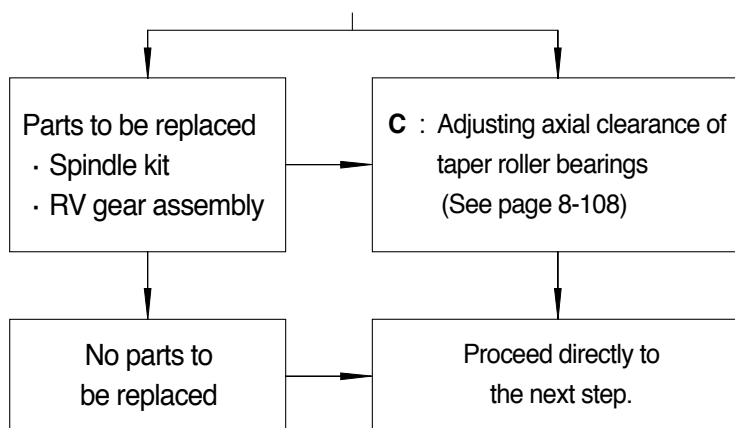 Parts to be replaced
· Spindle kit
· RV gear assembly
C : Adjusting axial clearance of
taper roller bearings
(See page 8-108)
No parts to
be replaced
Proceed directly to
the next step.